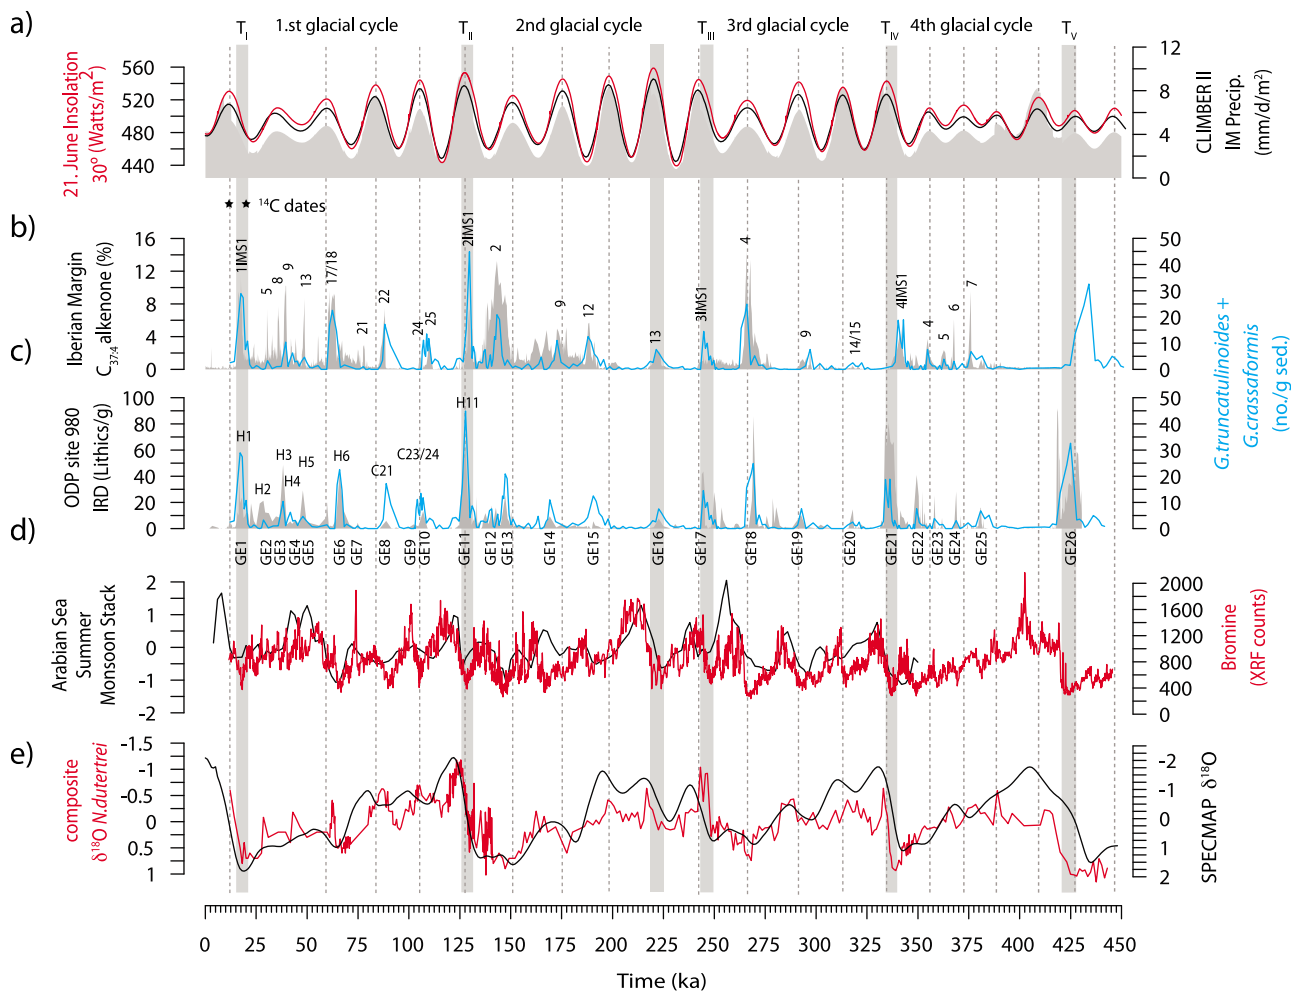 a)
T_I
1.st glacial cycle
T_II
2nd glacial cycle
T_III
3rd glacial cycle
T_IV
4th glacial cycle
T_V
21. June Insolation
30° (Watts/m²)
560
520
480
440
12
10
8
6
4
2
0
CLIMBER II
IM Precip.
(mm/d/m²)
★ ★ ¹⁴C dates
b)
Iberian Margin
C₃₇:₄ alkenone (%)
16
12
8
4
0
1IMS1
5
8
9
13
17/18
21
22
24
25
2IMS1
2
9
12
13
3IMS1
4
9
14/15
4IMS1
4
5
6
7
50
40
30
20
10
0
c)
ODP site 980
IRD (Lithics/g)
100
80
60
40
20
0
H1
H2
H3
H4
H5
H6
C21
C23/24
H11
50
40
30
20
10
0
G.truncatulinoides +
G.crassaformis
(no./g sed.)
GE1
GE2
GE3
GE4
GE5
GE6
GE7
GE8
GE9
GE10
GE11
GE12
GE13
GE14
GE15
GE16
GE17
GE18
GE19
GE20
GE21
GE22
GE23
GE24
GE25
GE26
d)
Arabian Sea
Summer
Monsoon Stack
2
1
0
-1
-2
2000
1600
1200
800
400
0
Bromine
(XRF counts)
e)
composite
δ¹⁸O N.dutertrei
-1.5
-1
-0.5
0
0.5
1
-2
-1
0
1
2
SPECMAP δ¹⁸O
0 25 50 75 100 125 150 175 200 225 250 275 300 325 350 375 400 425 450
Time (ka)